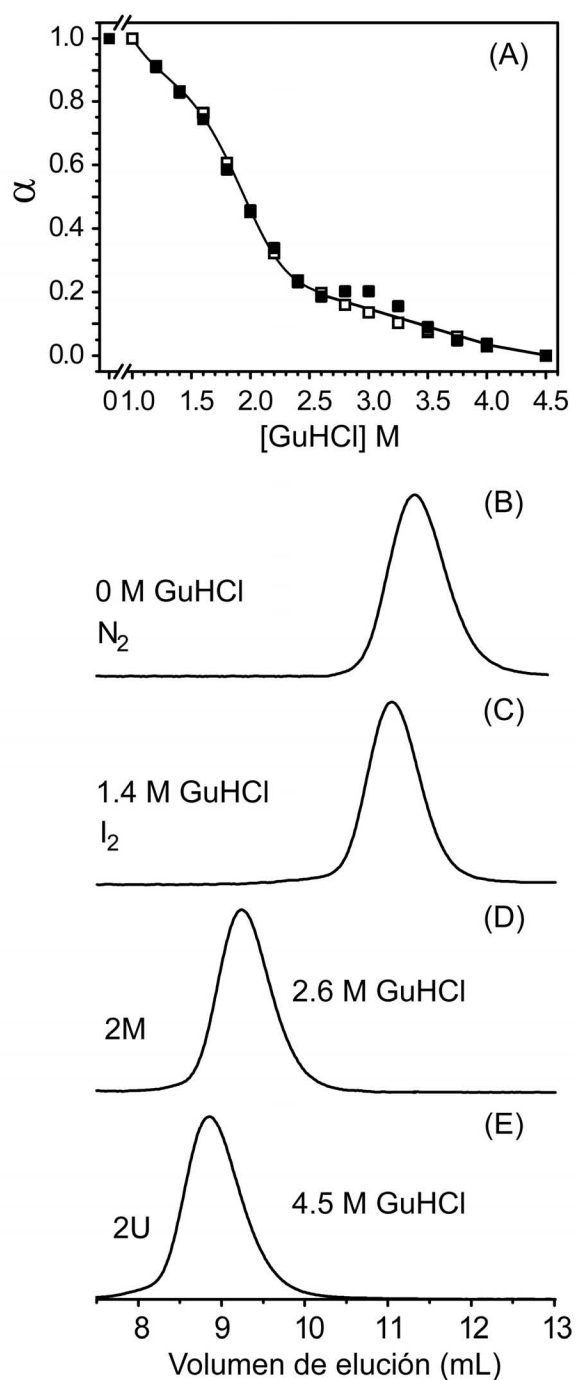 1.0
(A)
0.8
0.6
α
0.4
0.2
0.0
0 1.0 1.5 2.0 2.5 3.0 3.5 4.0 4.5
[GuHCl] M
(B)
0 M GuHCl
N₂
(C)
1.4 M GuHCl
I₂
(D)
2.6 M GuHCl
2M
(E)
4.5 M GuHCl
2U
8 9 10 11 12 13
Volumen de elución (mL)